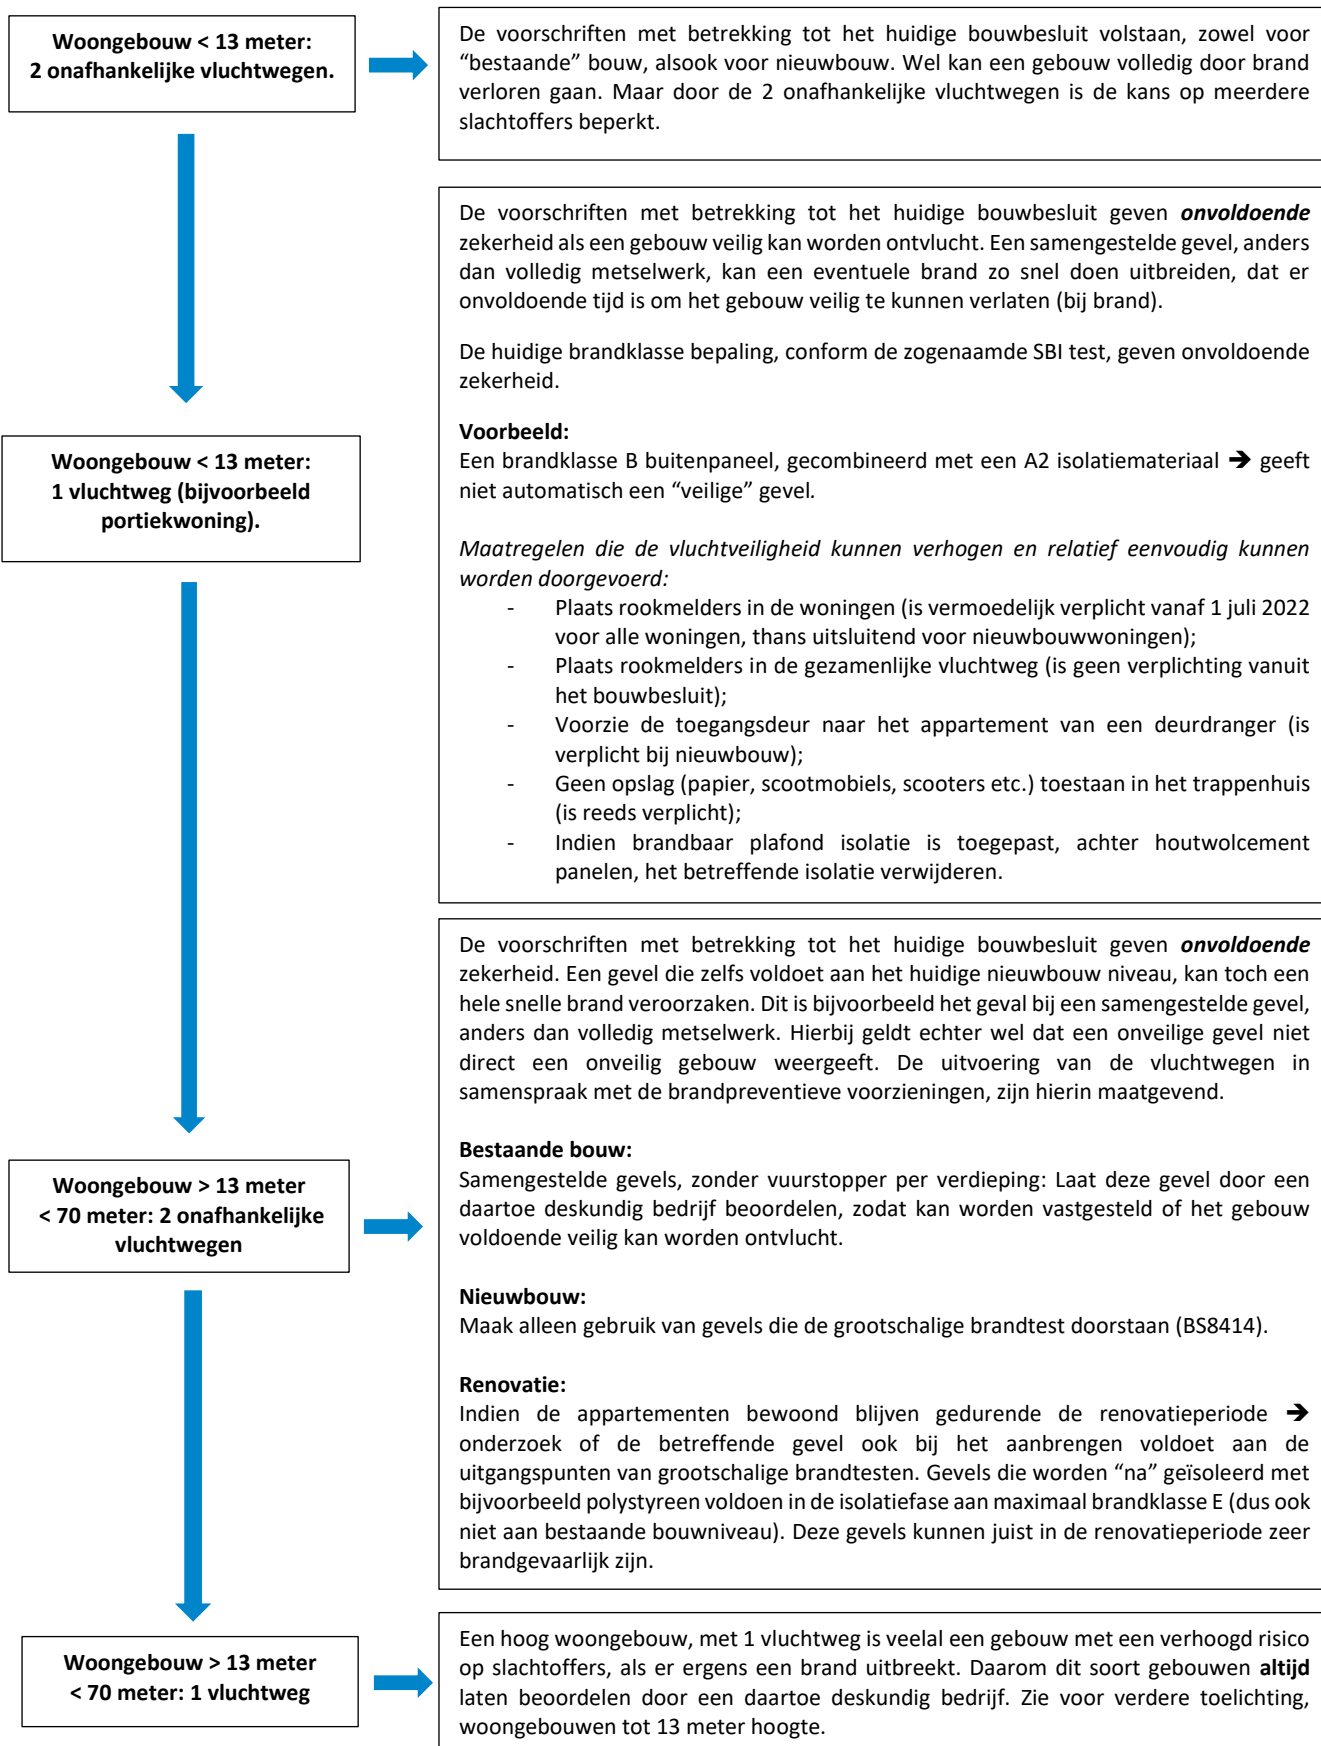 Woongebouw < 13 meter:
2 onafhankelijke vluchtwegen.
De voorschriften met betrekking tot het huidige bouwbesluit volstaan, zowel voor
“bestaande” bouw, alsook voor nieuwbouw. Wel kan een gebouw volledig door brand
verloren gaan. Maar door de 2 onafhankelijke vluchtwegen is de kans op meerdere
slachtoffers beperkt.
Woongebouw < 13 meter:
1 vluchtweg (bijvoorbeeld
portiekwoning).
De voorschriften met betrekking tot het huidige bouwbesluit geven onvoldoende
zekerheid als een gebouw veilig kan worden ontvlucht. Een samengestelde gevel, anders
dan volledig metselwerk, kan een eventuele brand zo snel doen uitbreiden, dat er
onvoldoende tijd is om het gebouw veilig te kunnen verlaten (bij brand).
De huidige brandklasse bepaling, conform de zogenaamde SBI test, geven onvoldoende
zekerheid.
Voorbeeld:
Een brandklasse B buitenpaneel, gecombineerd met een A2 isolatiemateriaal ➔ geeft
niet automatisch een “veilige” gevel.
Maatregelen die de vluchtveiligheid kunnen verhogen en relatief eenvoudig kunnen
worden doorgevoerd:
- Plaats rookmelders in de woningen (is vermoedelijk verplicht vanaf 1 juli 2022
voor alle woningen, thans uitsluitend voor nieuwbouwwoningen);
- Plaats rookmelders in de gezamenlijke vluchtweg (is geen verplichting vanuit
het bouwbesluit);
- Voorzie de toegangsdeur naar het appartement van een deurdranger (is
verplicht bij nieuwbouw);
- Geen opslag (papier, scootmobiels, scooters etc.) toestaan in het trappenhuis
(is reeds verplicht);
- Indien brandbaar plafond isolatie is toegepast, achter houtwolcement
panelen, het betreffende isolatie verwijderen.
Woongebouw > 13 meter
< 70 meter: 2 onafhankelijke
vluchtwegen
De voorschriften met betrekking tot het huidige bouwbesluit geven onvoldoende
zekerheid. Een gevel die zelfs voldoet aan het huidige nieuwbouw niveau, kan toch een
hele snelle brand veroorzaken. Dit is bijvoorbeeld het geval bij een samengestelde gevel,
anders dan volledig metselwerk. Hierbij geldt echter wel dat een onveilige gevel niet
direct een onveilig gebouw weergeeft. De uitvoering van de vluchtwegen in
samenspraak met de brandpreventieve voorzieningen, zijn hierin maatgevend.
Bestaande bouw:
Samengestelde gevels, zonder vuurstopper per verdieping: Laat deze gevel door een
daartoe deskundig bedrijf beoordelen, zodat kan worden vastgesteld of het gebouw
voldoende veilig kan worden ontvlucht.
Nieuwbouw:
Maak alleen gebruik van gevels die de grootschalige brandtest doorstaan (BS8414).
Renovatie:
Indien de appartementen bewoond blijven gedurende de renovatieperiode ➔
onderzoek of de betreffende gevel ook bij het aanbrengen voldoet aan de
uitgangspunten van grootschalige brandtesten. Gevels die worden “na” geïsoleerd met
bijvoorbeeld polystyreen voldoen in de isolatiefase aan maximaal brandklasse E (dus ook
niet aan bestaande bouwniveau). Deze gevels kunnen juist in de renovatieperiode zeer
brandgevaarlijk zijn.
Woongebouw > 13 meter
< 70 meter: 1 vluchtweg
Een hoog woongebouw, met 1 vluchtweg is veelal een gebouw met een verhoogd risico
op slachtoffers, als er ergens een brand uitbreekt. Daarom dit soort gebouwen altijd
laten beoordelen door een daartoe deskundig bedrijf. Zie voor verdere toelichting,
woongebouwen tot 13 meter hoogte.